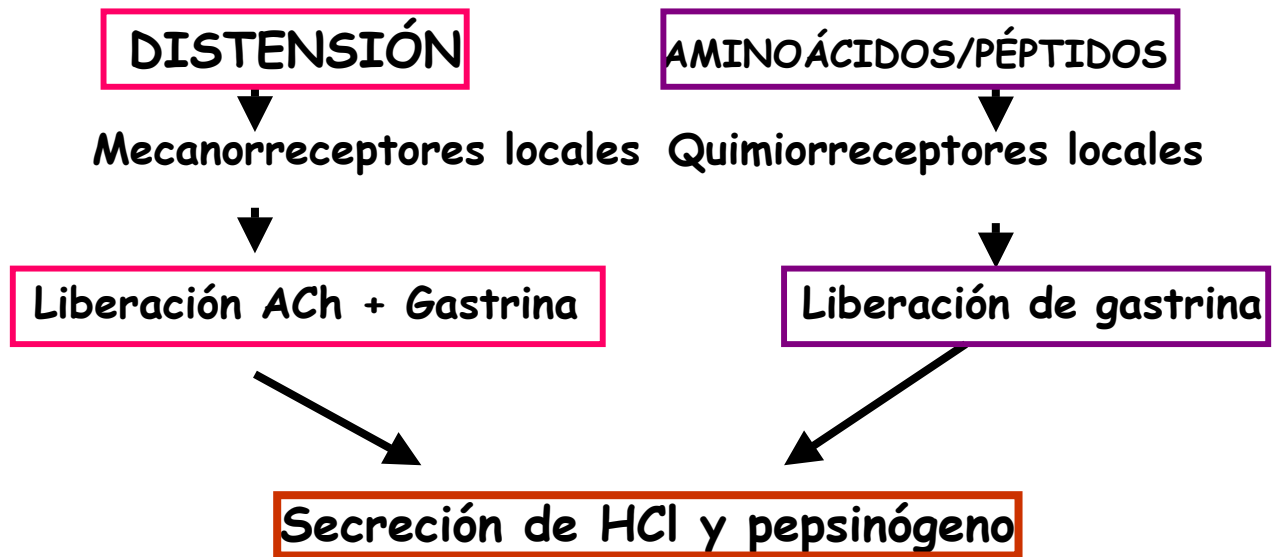 DISTENSIÓN
AMINOÁCIDOS/PÉPTIDOS
Mecanorreceptores locales
Quimiorreceptores locales
Liberación ACh + Gastrina
Liberación de gastrina
Secreción de HCl y pepsinógeno